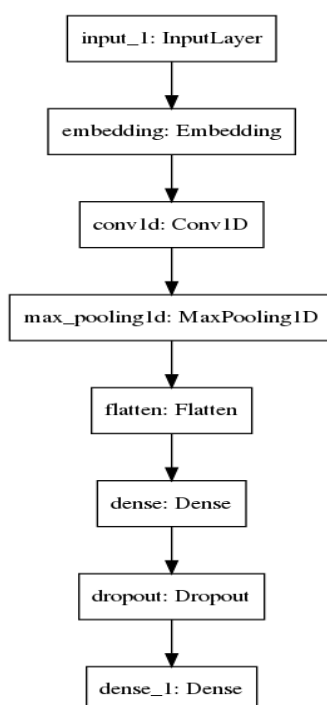 input_1: InputLayer
embedding: Embedding
conv1d: Conv1D
max_pooling1d: MaxPooling1D
flatten: Flatten
dense: Dense
dropout: Dropout
dense_1: Dense